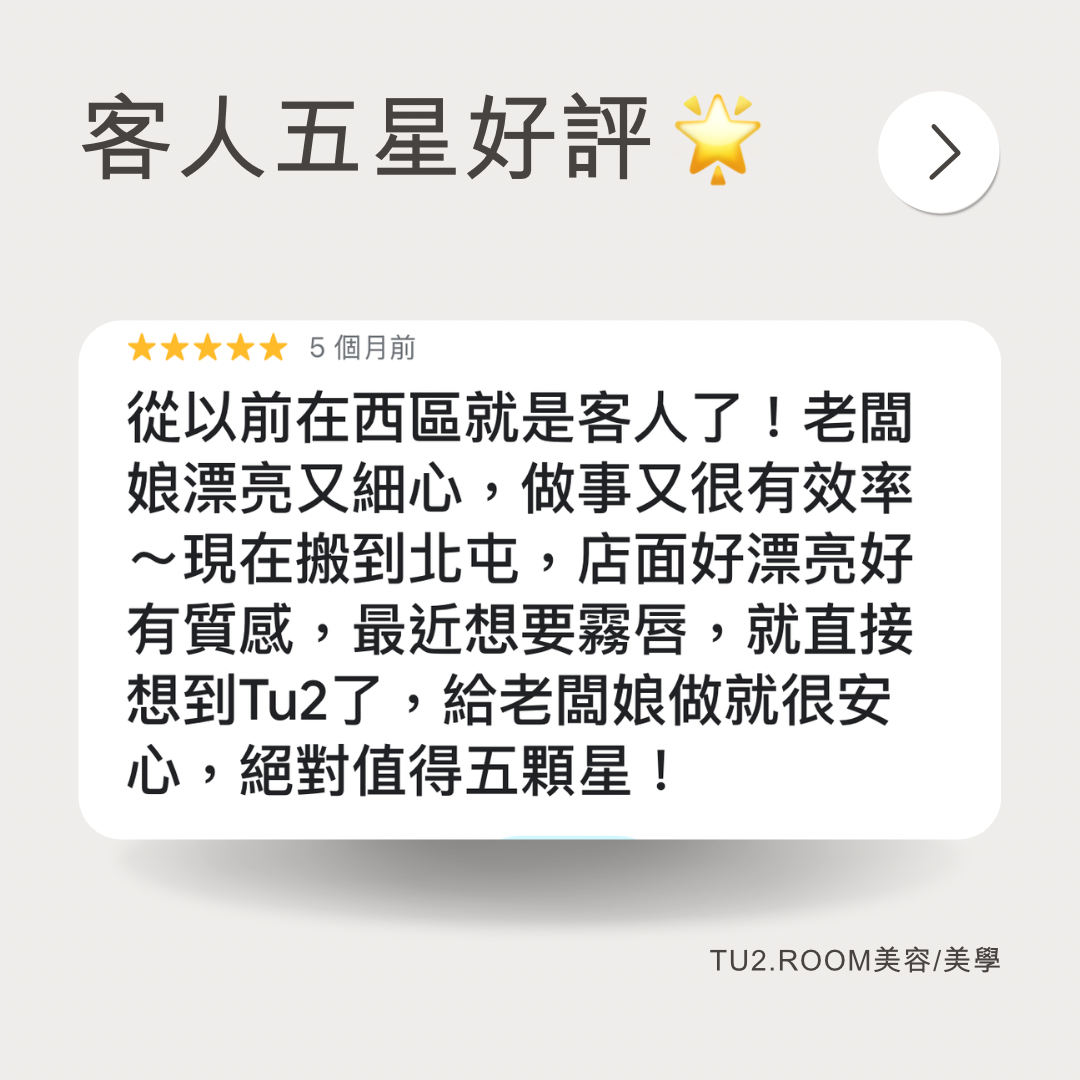 客人五星好評🌟
★★★★★ 5 個月前
從以前在西區就是客人了！老闆
娘漂亮又細心，做事又很有效率
～現在搬到北屯，店面好漂亮好
有質感，最近想要霧唇，就直接
想到Tu2了，給老闆娘做就很安
心，絕對值得五顆星！
TU2.ROOM美容/美學